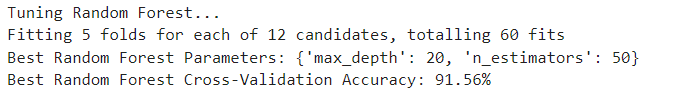 Tuning Random Forest...
Fitting 5 folds for each of 12 candidates, totalling 60 fits
Best Random Forest Parameters: {'max_depth': 20, 'n_estimators': 50}
Best Random Forest Cross-Validation Accuracy: 91.56%